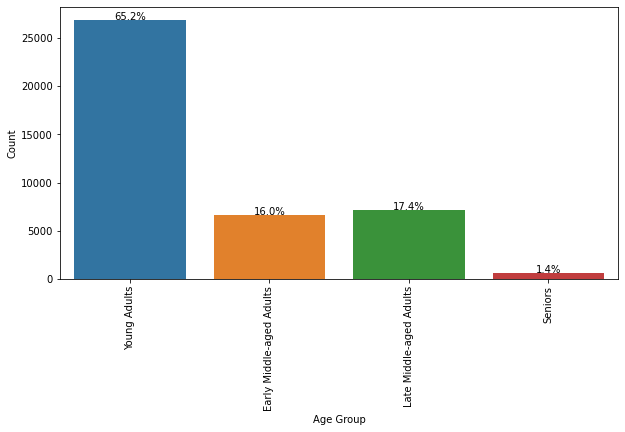 65.2%
25000
20000
15000
10000
5000
0
Count
16.0%
17.4%
1.4%
Young Adults
Early Middle-aged Adults
Late Middle-aged Adults
Seniors
Age Group